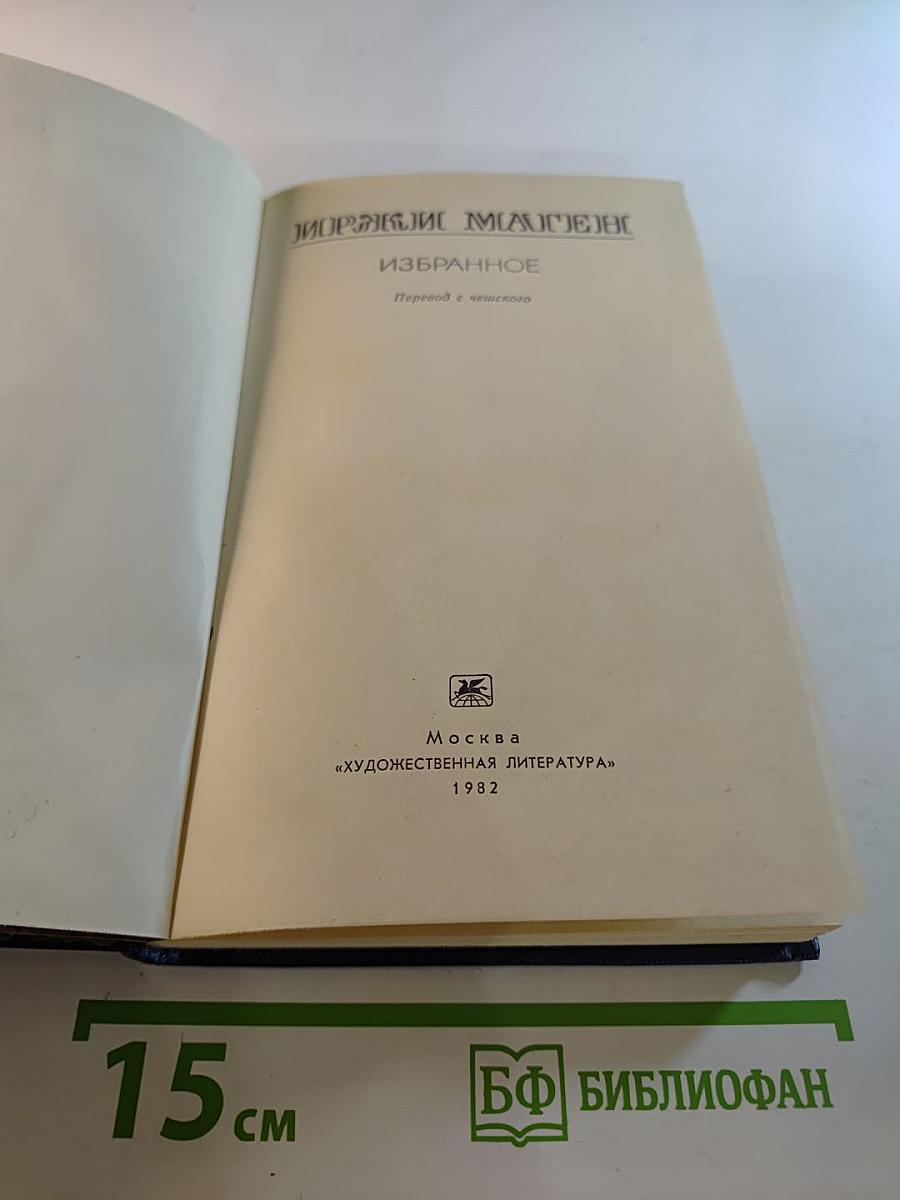 ИРЖИ МАГЕН
ИЗБРАННОЕ
Перевод с чешского
Москва
«ХУДОЖЕСТВЕННАЯ ЛИТЕРАТУРА»
1982
15 см
БФ БИБЛИОФАН